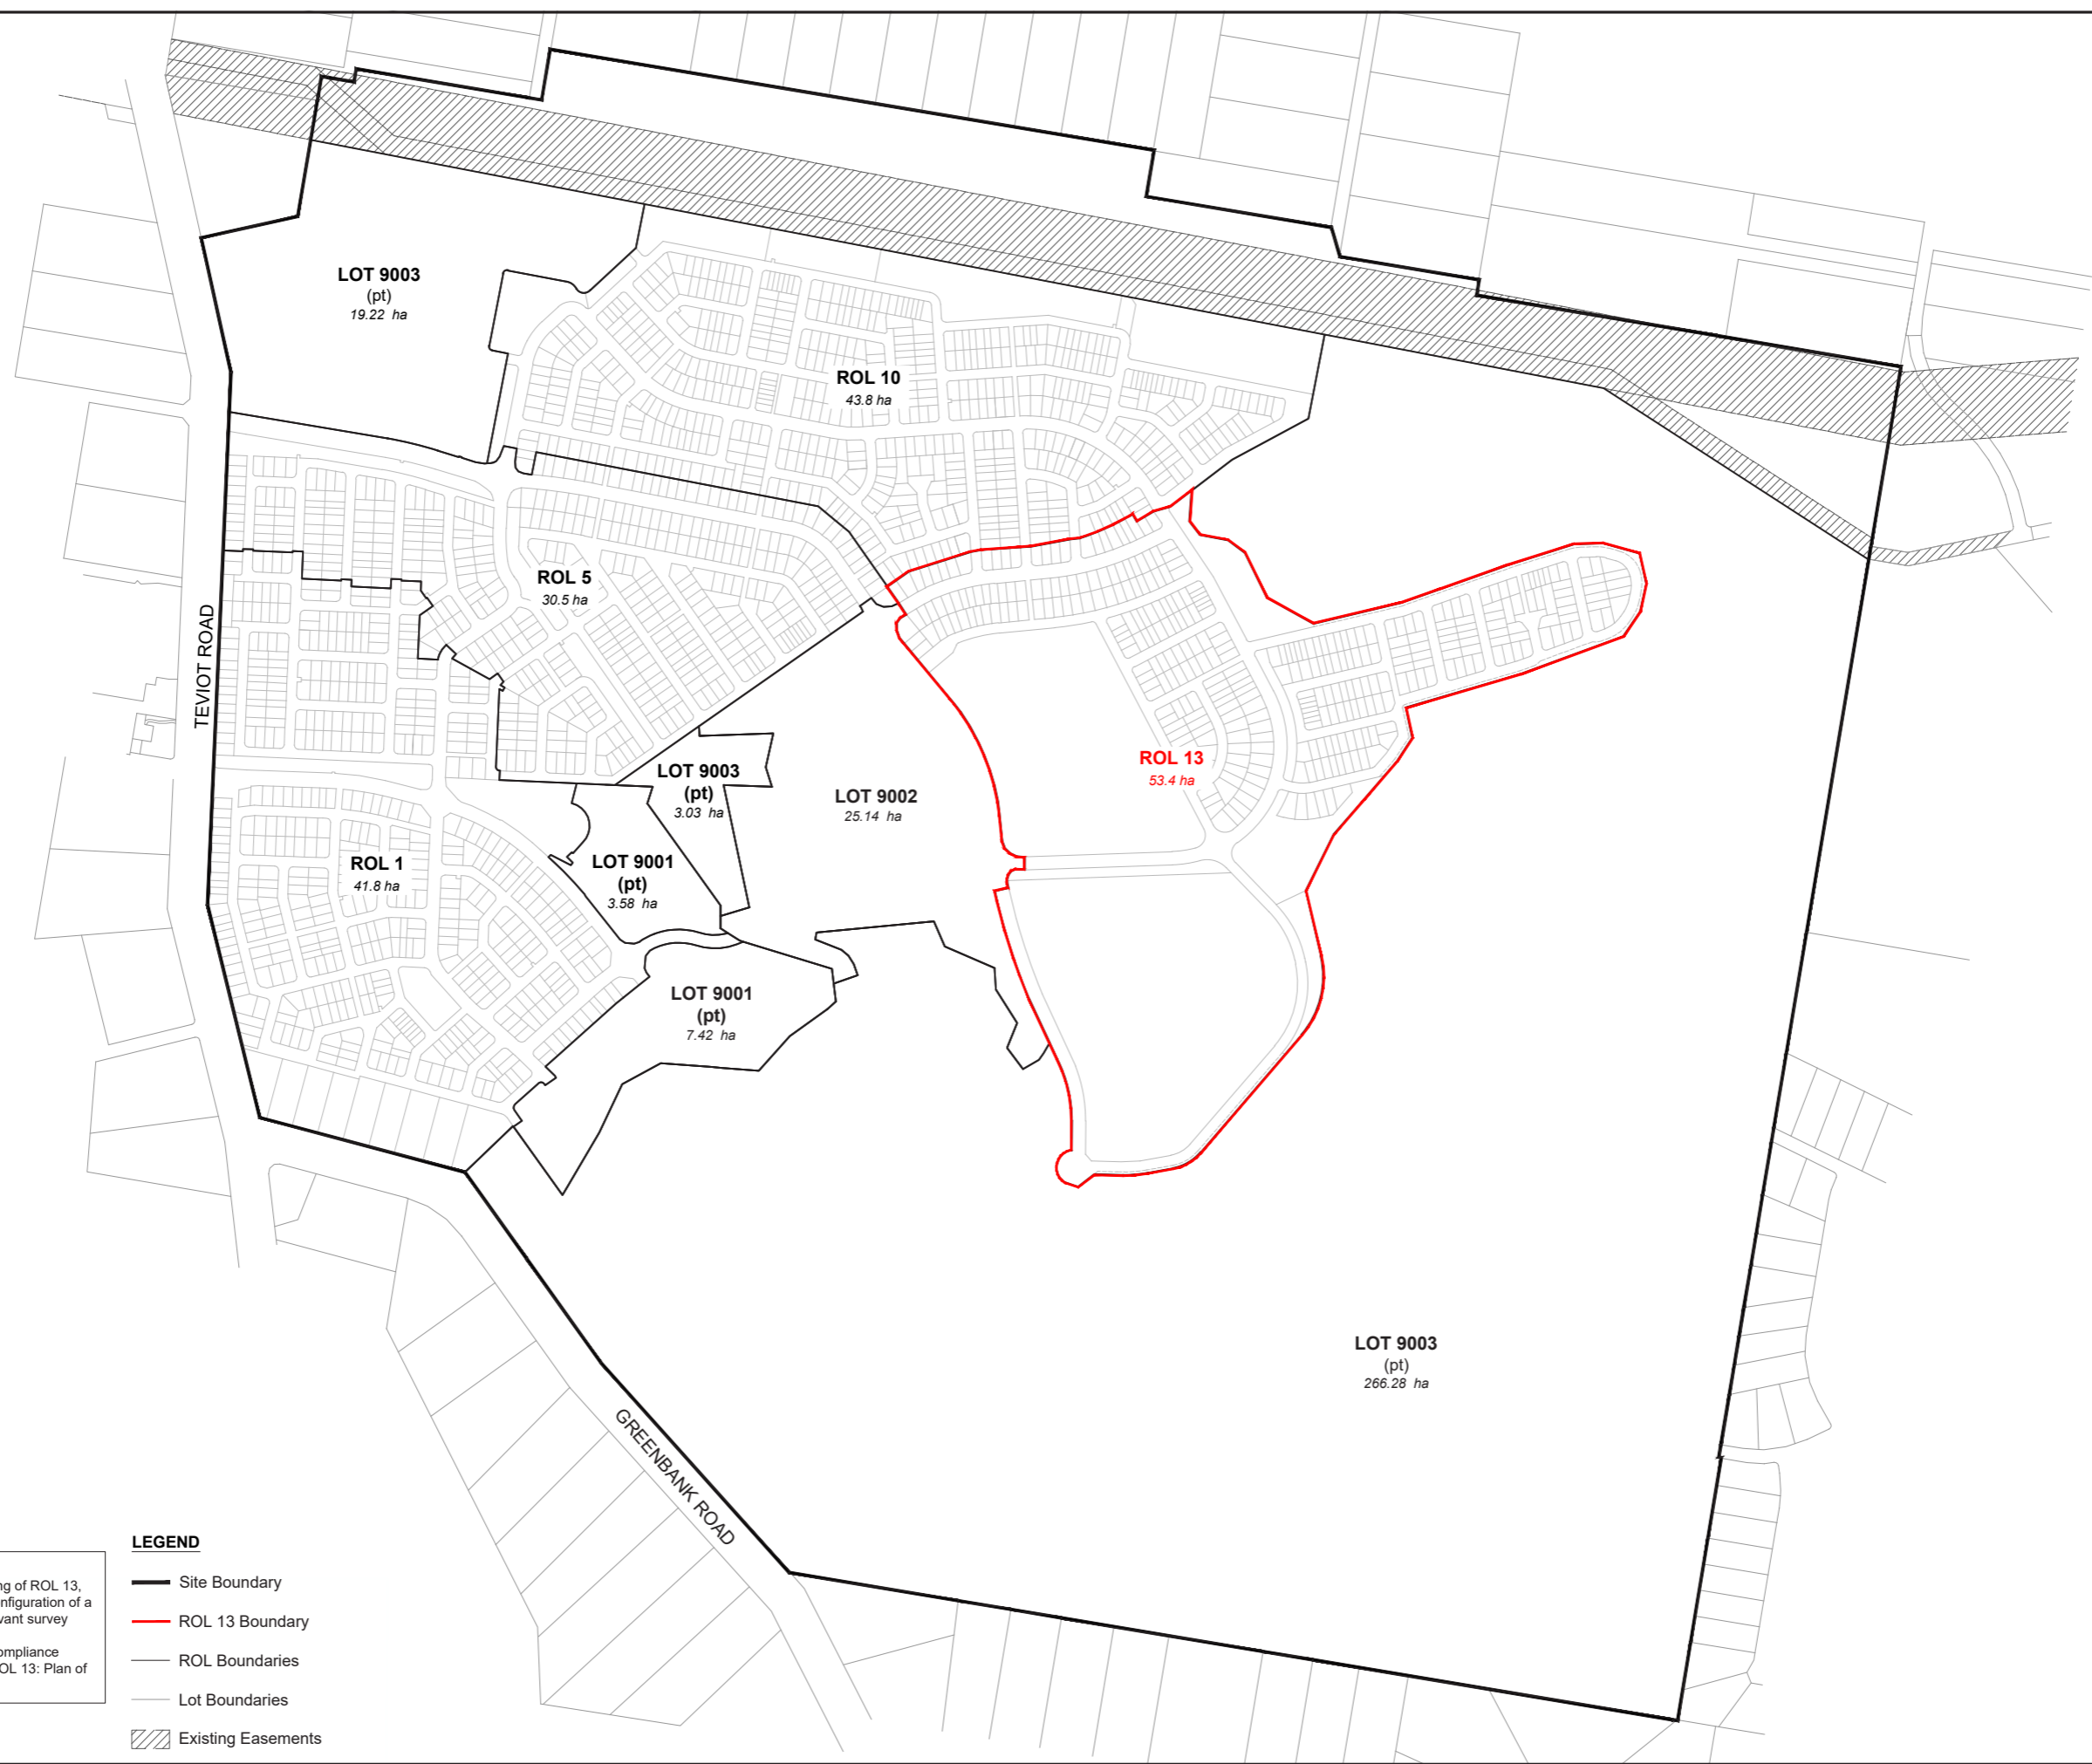 LOT 9003
(pt)
19.22 ha
ROL 10
43.8 ha
ROL 5
30.5 ha
TEVIOT ROAD
ROL 13
53.4 ha
LOT 9003
(pt)
3.03 ha
LOT 9002
25.14 ha
ROL 1
41.8 ha
LOT 9001
(pt)
3.58 ha
LOT 9001
(pt)
7.42 ha
LOT 9003
(pt)
266.28 ha
GREENBANK ROAD
of ROL 13,
of a
survey
ROL 13: Plan of
LEGEND
Site Boundary
ROL 13 Boundary
ROL Boundaries
Lot Boundaries
Existing Easements